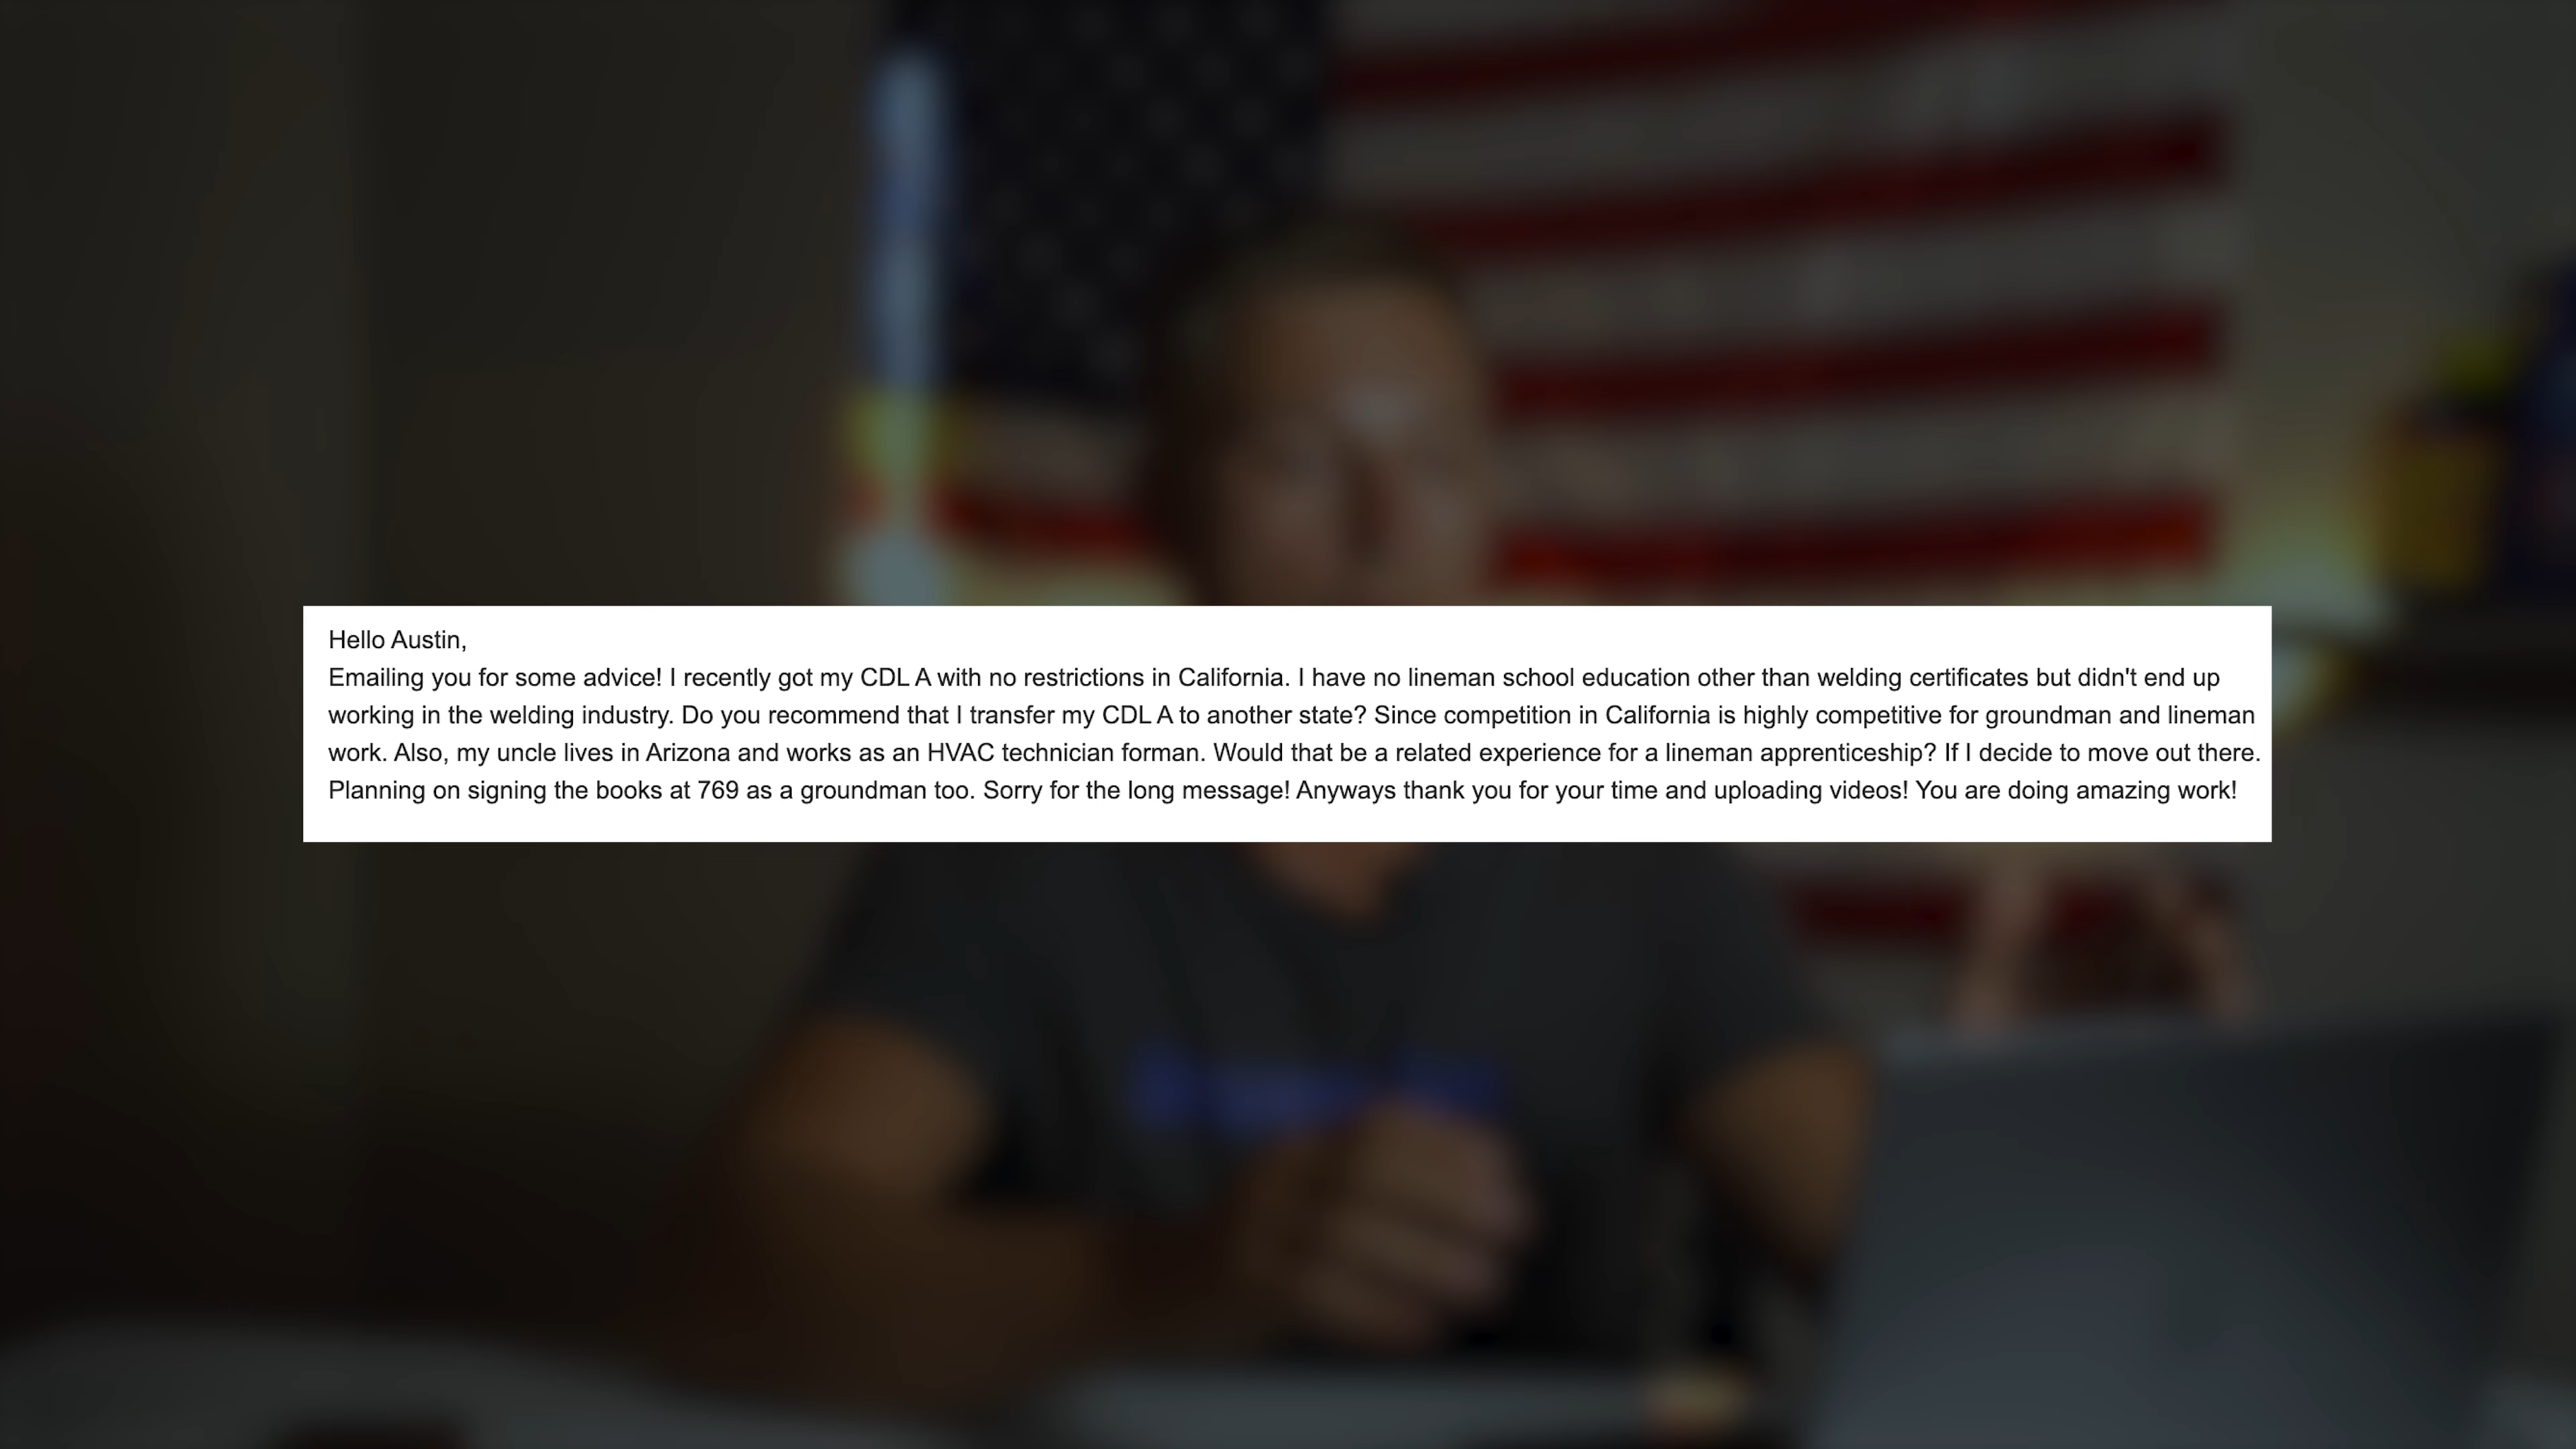 Hello Austin,
Emailing you for some advice! I recently got my CDL A with no restrictions in California. I have no lineman school education other than welding certificates but didn't end up
working in the welding industry. Do you recommend that I transfer my CDL A to another state? Since competition in California is highly competitive for groundman and lineman
work. Also, my uncle lives in Arizona and works as an HVAC technician forman. Would that be a related experience for a lineman apprenticeship? If I decide to move out there.
Planning on signing the books at 769 as a groundman too. Sorry for the long message! Anyways thank you for your time and uploading videos! You are doing amazing work!